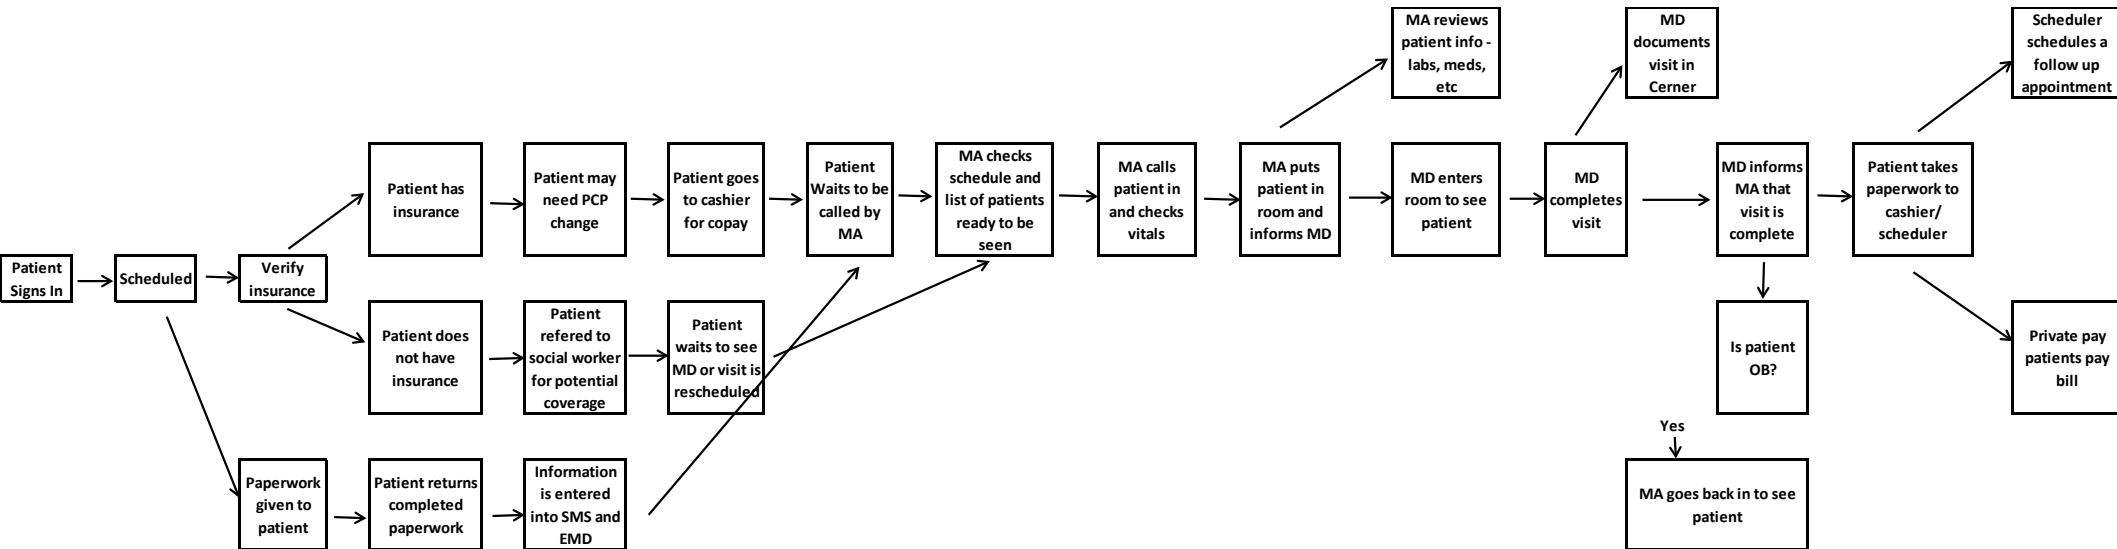 MA reviews
patient info -
labs, meds,
etc
MD
documents
visit in
Cerner
Scheduler
schedules a
follow up
appointment
Patient has
insurance
Patient may
need PCP
change
Patient goes
to cashier
for copay
Patient
Waits to be
called by
MA
MA checks
schedule and
list of patients
ready to be
seen
MA calls
patient in
and checks
vitals
MA puts
patient in
room and
informs MD
MD enters
room to see
patient
MD
completes
visit
MD informs
MA that
visit is
complete
Patient takes
paperwork to
cashier/
scheduler
Patient
Signs In
Scheduled
Verify
insurance
Patient does
not have
insurance
Patient
refered to
social worker
for potential
coverage
Patient
waits to see
MD or visit is
rescheduled
Is patient
OB?
Private pay
patients pay
bill
Yes
Paperwork
given to
patient
Patient returns
completed
paperwork
Information
is entered
into SMS and
EMD
MA goes back in to see
patient